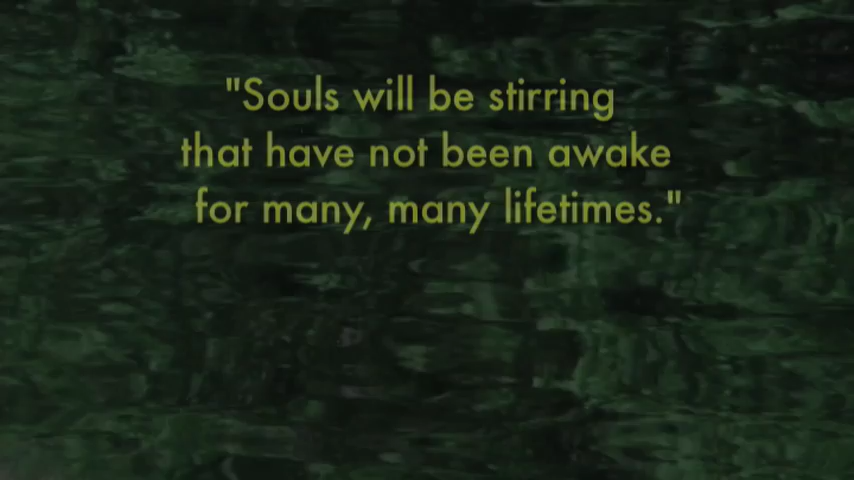 "Souls will be stirring
that have not been awake
for many, many lifetimes."